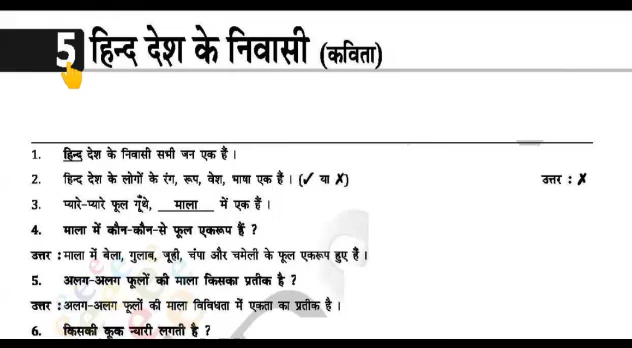 5 हिन्द देश के निवासी (कविता)
1. हिन्द देश के निवासी सभी जन एक हैं ।
2. हिन्द देश के लोगों के रंग, रूप, वेश, भाषा एक हैं । (✓ या ✗) उत्तर : ✗
3. प्यारे-प्यारे फूल गूँथे, माला में एक हैं ।
4. माला में कौन-कौन-से फूल एकरूप हैं ?
उत्तर : माला में बेला, गुलाब, जूही, चंपा और चमेली के फूल एकरूप हुए हैं ।
5. अलग-अलग फूलों की माला किसका प्रतीक है ?
उत्तर : अलग-अलग फूलों की माला विविधता में एकता का प्रतीक है ।
6. किसकी कूक न्यारी लगती है ?